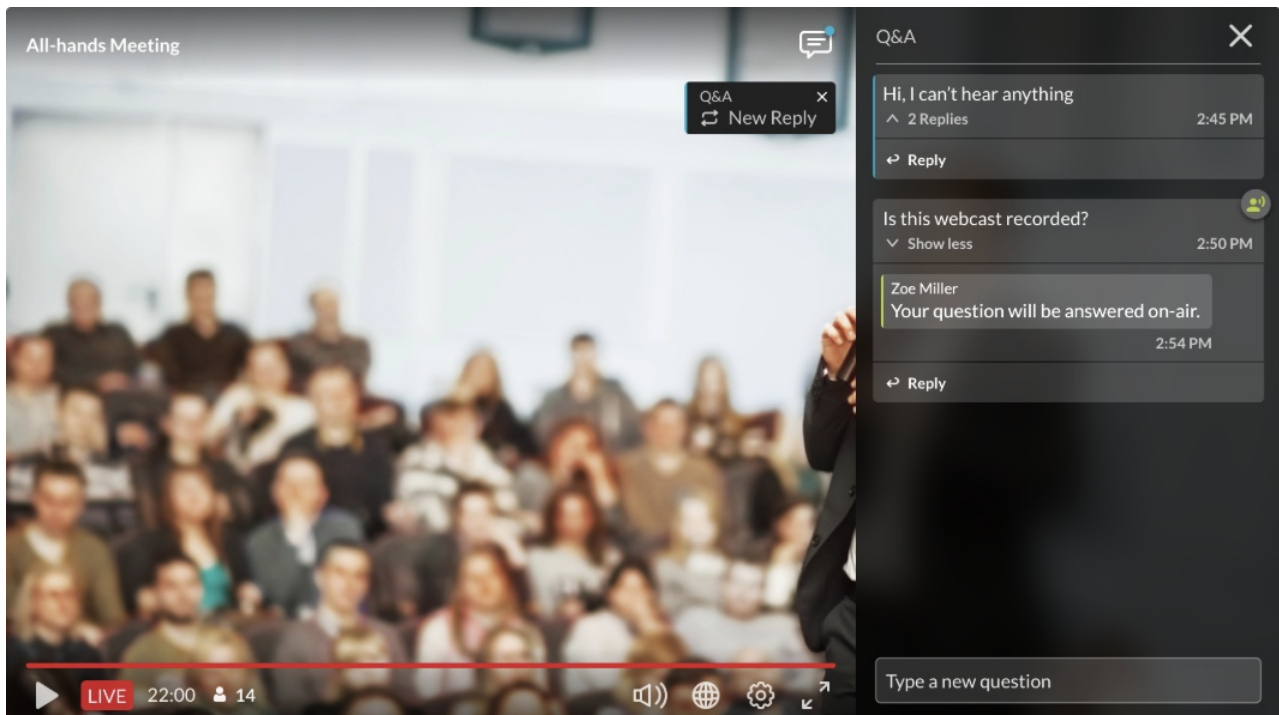 All-hands Meeting
Q&A
New Reply
LIVE 22:00 14
Q&A
Hi, I can't hear anything
2 Replies 2:45 PM
Reply
Is this webcast recorded?
Show less 2:50 PM
Zoe Miller
Your question will be answered on-air.
2:54 PM
Reply
Type a new question